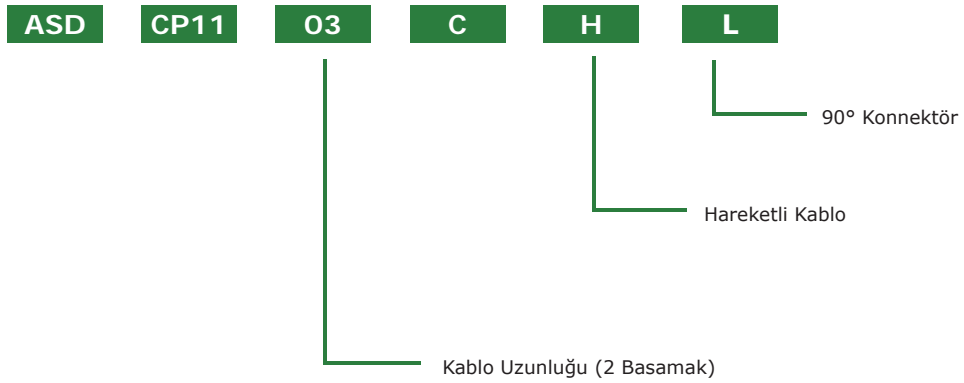 ASD CP11 03 C H L
90° Konnektör
Hareketli Kablo
Kablo Uzunluğu (2 Basamak)